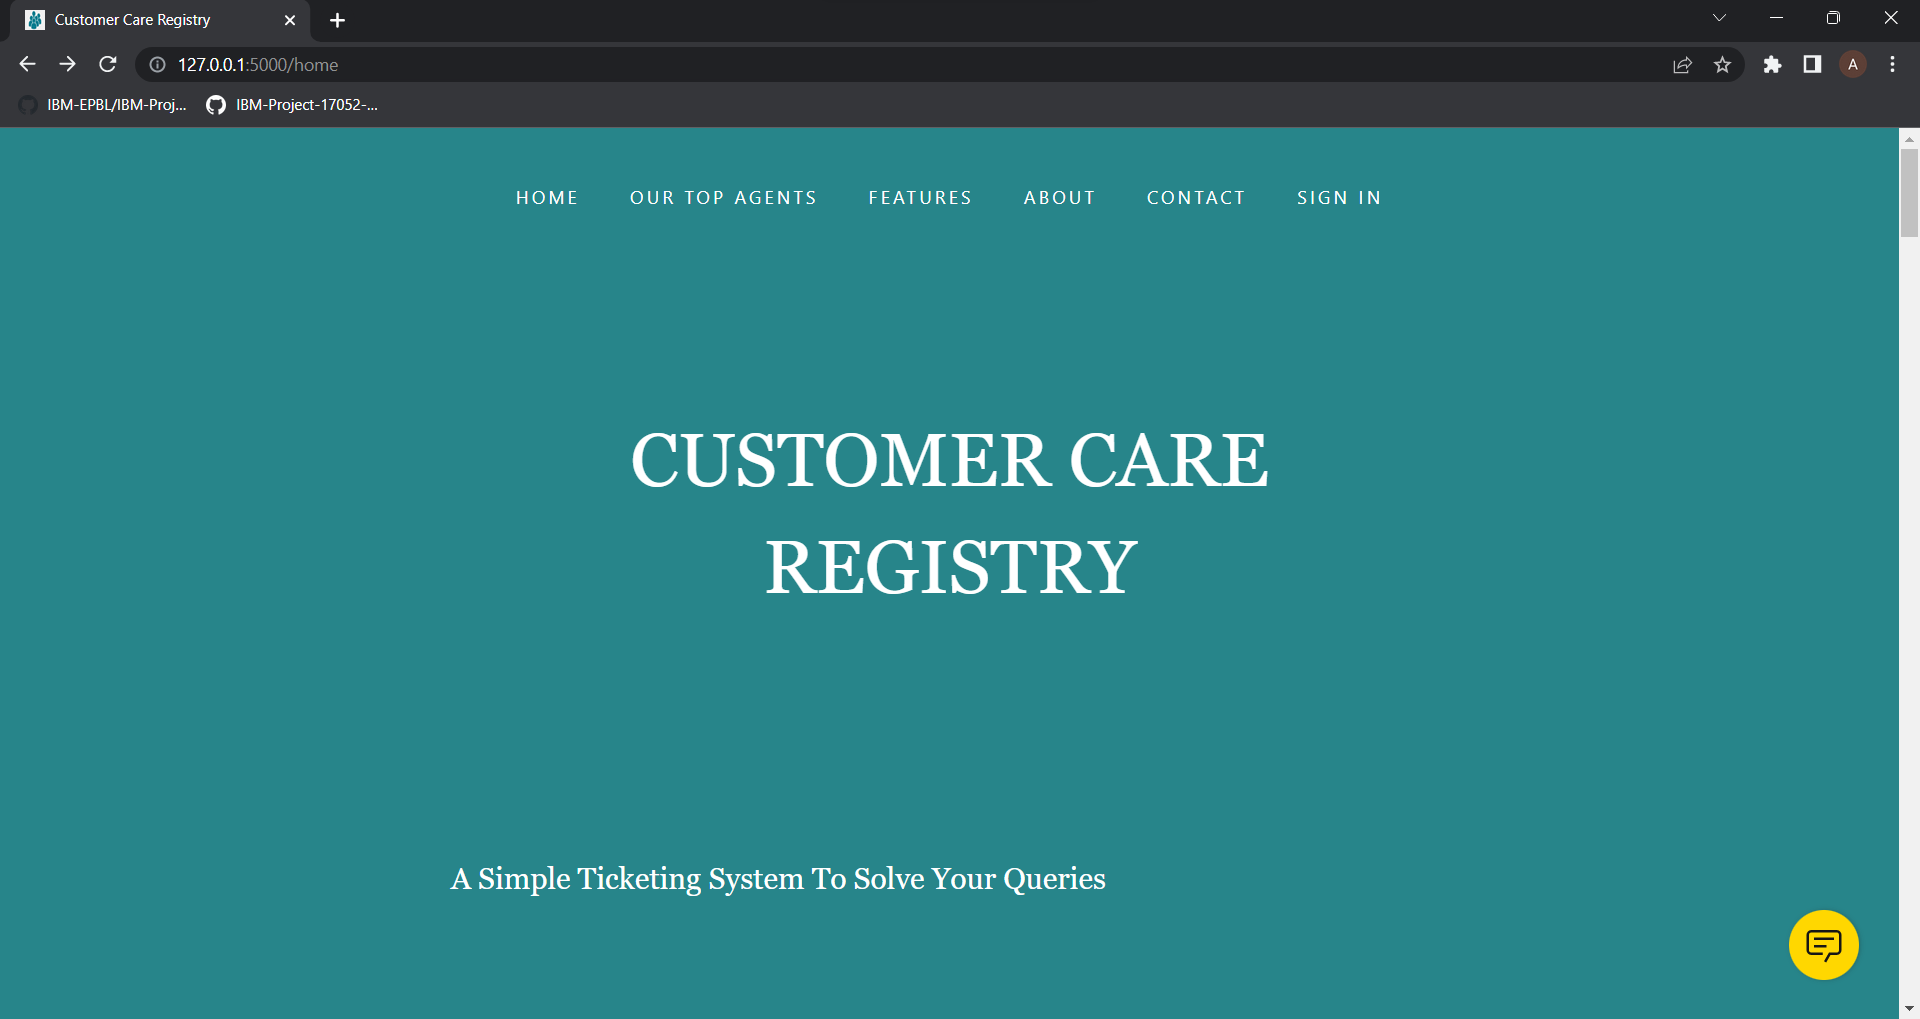 Customer Care Registry
127.0.0.1:5000/home
A
IBM-EPBL/IBM-Proj... IBM-Project-17052-...
HOME OUR TOP AGENTS FEATURES ABOUT CONTACT SIGN IN
CUSTOMER CARE
REGISTRY
A Simple Ticketing System To Solve Your Queries